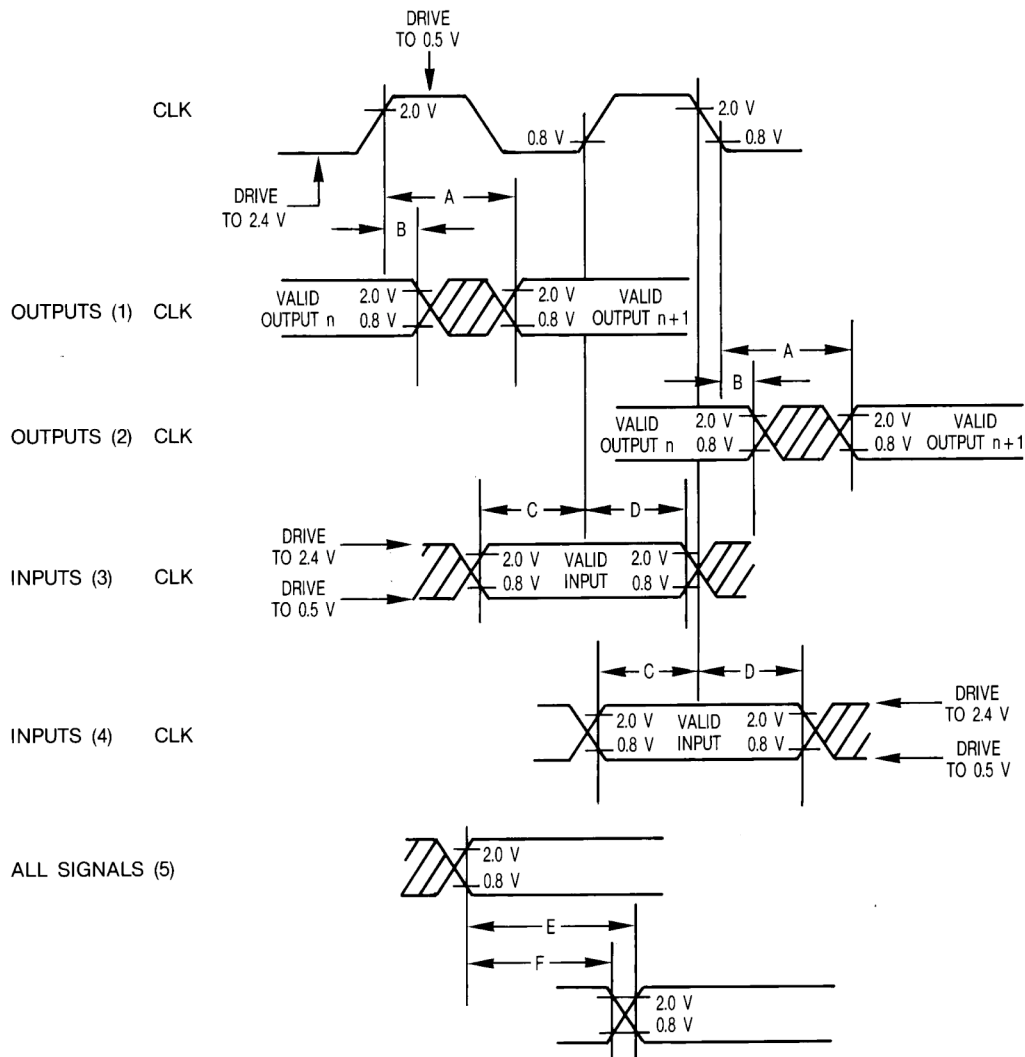 DRIVE
TO 0.5 V
CLK
2.0 V
0.8 V
2.0 V
0.8 V
DRIVE
TO 2.4 V
A
B
OUTPUTS (1) CLK
VALID
OUTPUT n
2.0 V
0.8 V
2.0 V
0.8 V
VALID
OUTPUT n+1
A
B
OUTPUTS (2) CLK
VALID
OUTPUT n
2.0 V
0.8 V
2.0 V
0.8 V
VALID
OUTPUT n+1
C
D
DRIVE
TO 2.4 V
INPUTS (3) CLK
DRIVE
TO 0.5 V
2.0 V
0.8 V
VALID
INPUT
2.0 V
0.8 V
C
D
INPUTS (4) CLK
2.0 V
0.8 V
VALID
INPUT
2.0 V
0.8 V
DRIVE
TO 2.4 V
DRIVE
TO 0.5 V
ALL SIGNALS (5)
2.0 V
0.8 V
E
F
2.0 V
0.8 V